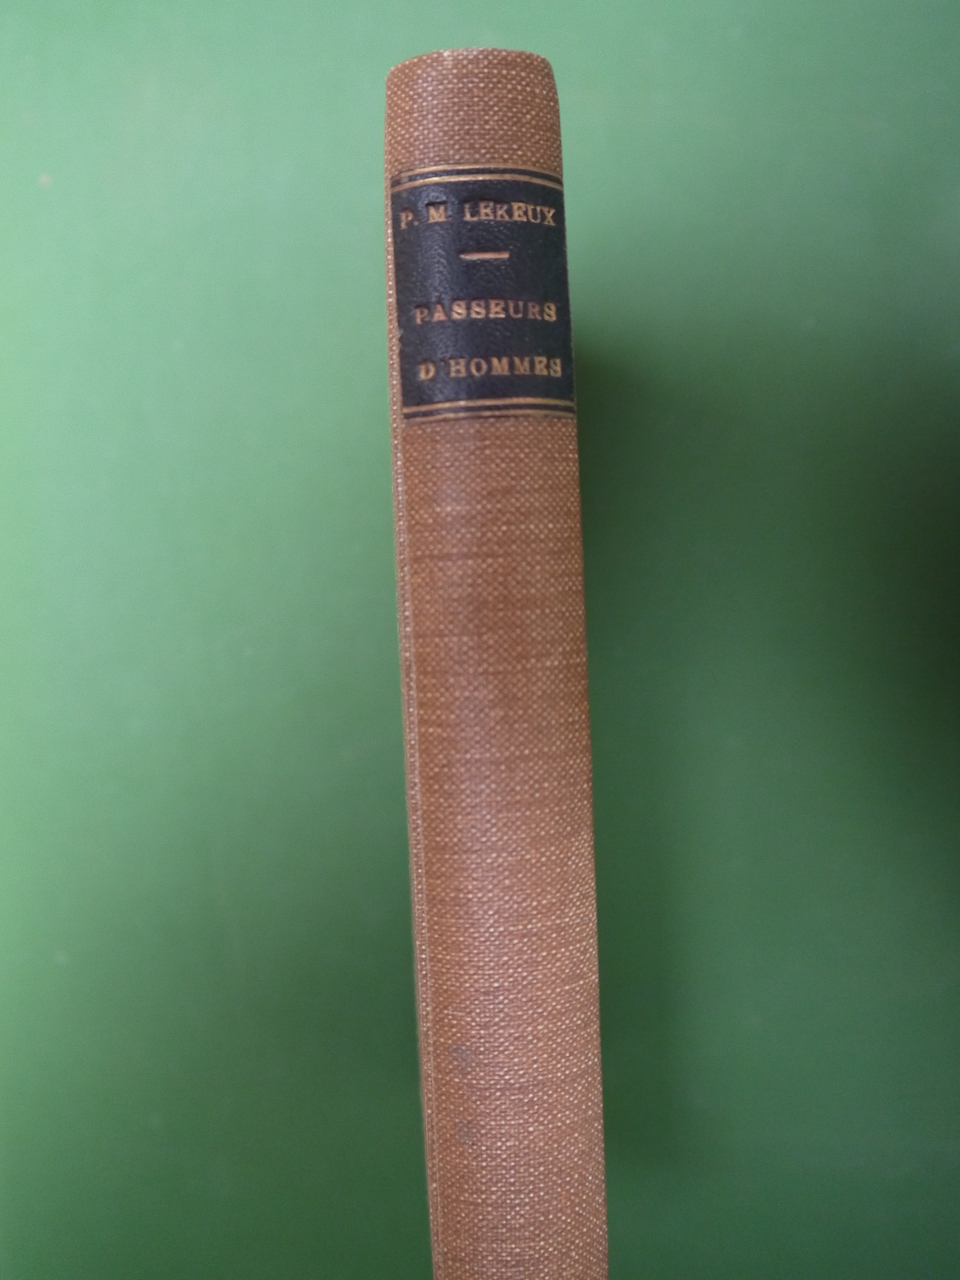 P. M. LEKEUX
PASSEURS
D'HOMMES